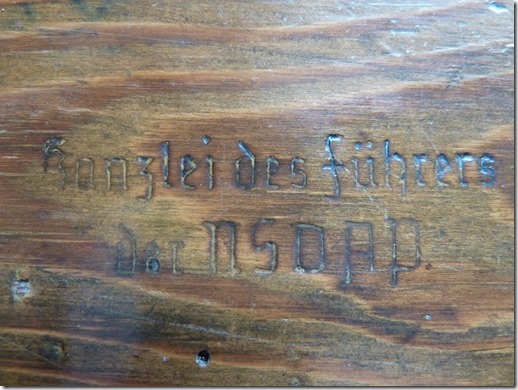 Kanzlei des Führers
der NSDAP